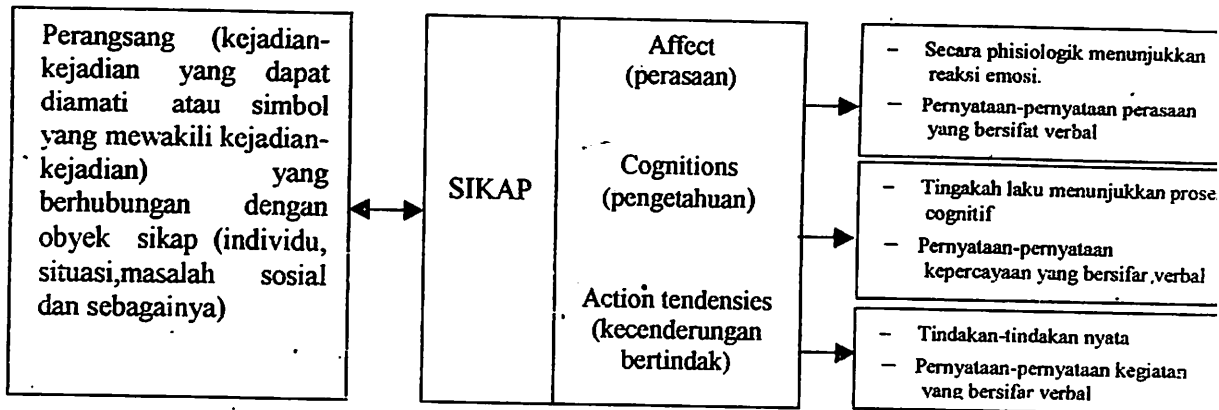 Perangsang (kejadian-
kejadian yang dapat
diamati atau simbol
yang mewakili kejadian-
kejadian) yang
berhubungan dengan
obyek sikap (individu,
situasi,masalah sosial
dan sebagainya)
SIKAP
Affect
(perasaan)
Cognitions
(pengetahuan)
Action tendensies
(kecenderungan
bertindak)
– Secara phisiologik menunjukkan
reaksi emosi.
– Pernyataan-pernyataan perasaan
yang bersifat verbal
– Tingakah laku menunjukkan prose
cognitif
– Pernyataan-pernyataan
kepercayaan yang bersifar,verbal
– Tindakan-tindakan nyata
– Pernyataan-pernyataan kegiatan
yang bersifar verbal